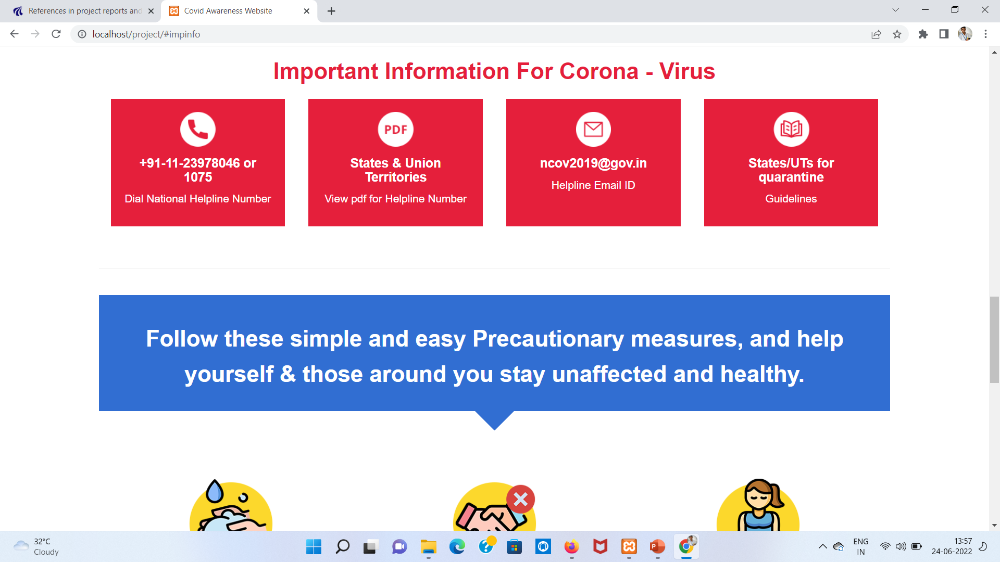 References in project reports and
Covid Awareness Website
localhost/project/#impinfo
Important Information For Corona - Virus
+91-11-23978046 or
1075
Dial National Helpline Number
PDF
States & Union
Territories
View pdf for Helpline Number
ncov2019@gov.in
Helpline Email ID
States/UTs for
quarantine
Guidelines
Follow these simple and easy Precautionary measures, and help
yourself & those around you stay unaffected and healthy.
32°C
Cloudy
ENG
IN
13:57
24-06-2022